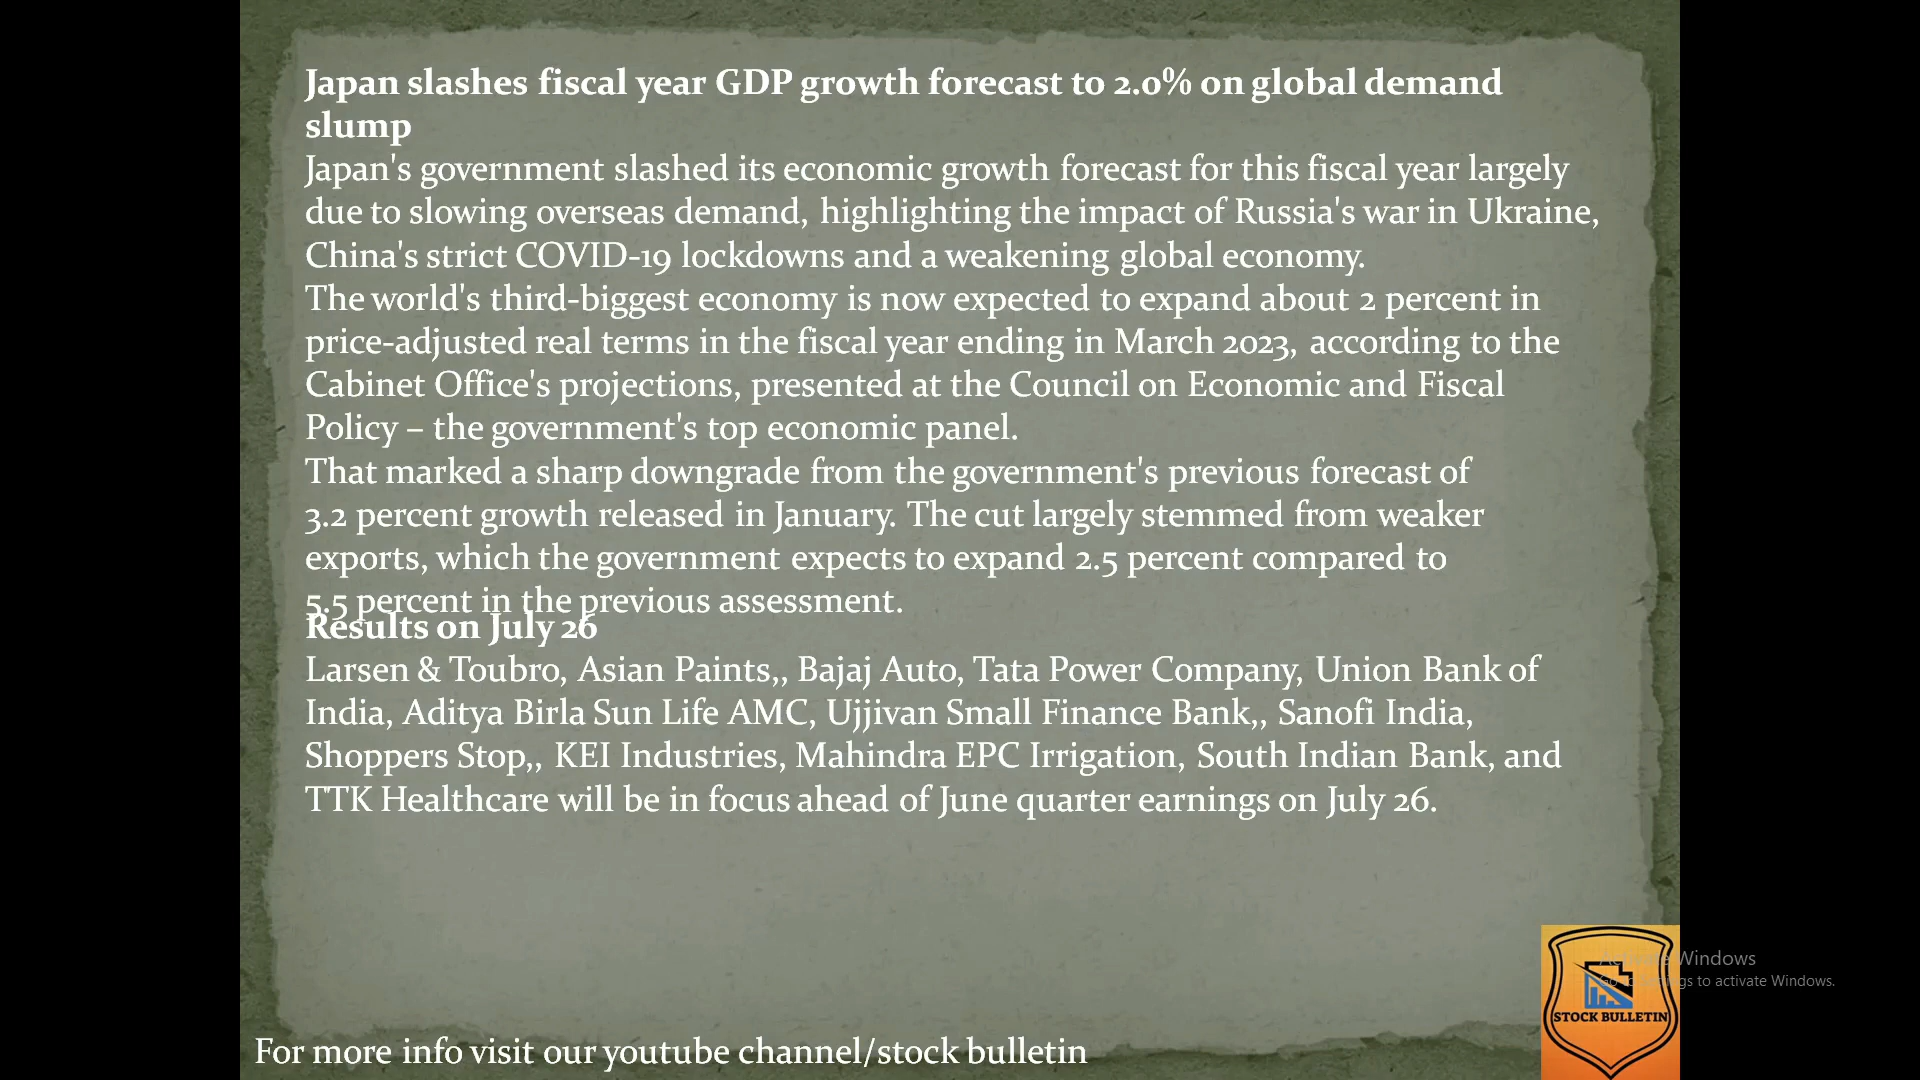 Japan slashes fiscal year GDP growth forecast to 2.0% on global demand
slump
Japan's government slashed its economic growth forecast for this fiscal year largely
due to slowing overseas demand, highlighting the impact of Russia's war in Ukraine,
China's strict COVID-19 lockdowns and a weakening global economy.
The world's third-biggest economy is now expected to expand about 2 percent in
price-adjusted real terms in the fiscal year ending in March 2023, according to the
Cabinet Office's projections, presented at the Council on Economic and Fiscal
Policy – the government's top economic panel.
That marked a sharp downgrade from the government's previous forecast of
3.2 percent growth released in January. The cut largely stemmed from weaker
exports, which the government expects to expand 2.5 percent compared to
5.5 percent in the previous assessment.
Results on July 26
Larsen & Toubro, Asian Paints,, Bajaj Auto, Tata Power Company, Union Bank of
India, Aditya Birla Sun Life AMC, Ujjivan Small Finance Bank,, Sanofi India,
Shoppers Stop,, KEI Industries, Mahindra EPC Irrigation, South Indian Bank, and
TTK Healthcare will be in focus ahead of June quarter earnings on July 26.
Windows
to activate Windows.
STOCK BULLETIN
For more info visit our youtube channel/stock bulletin